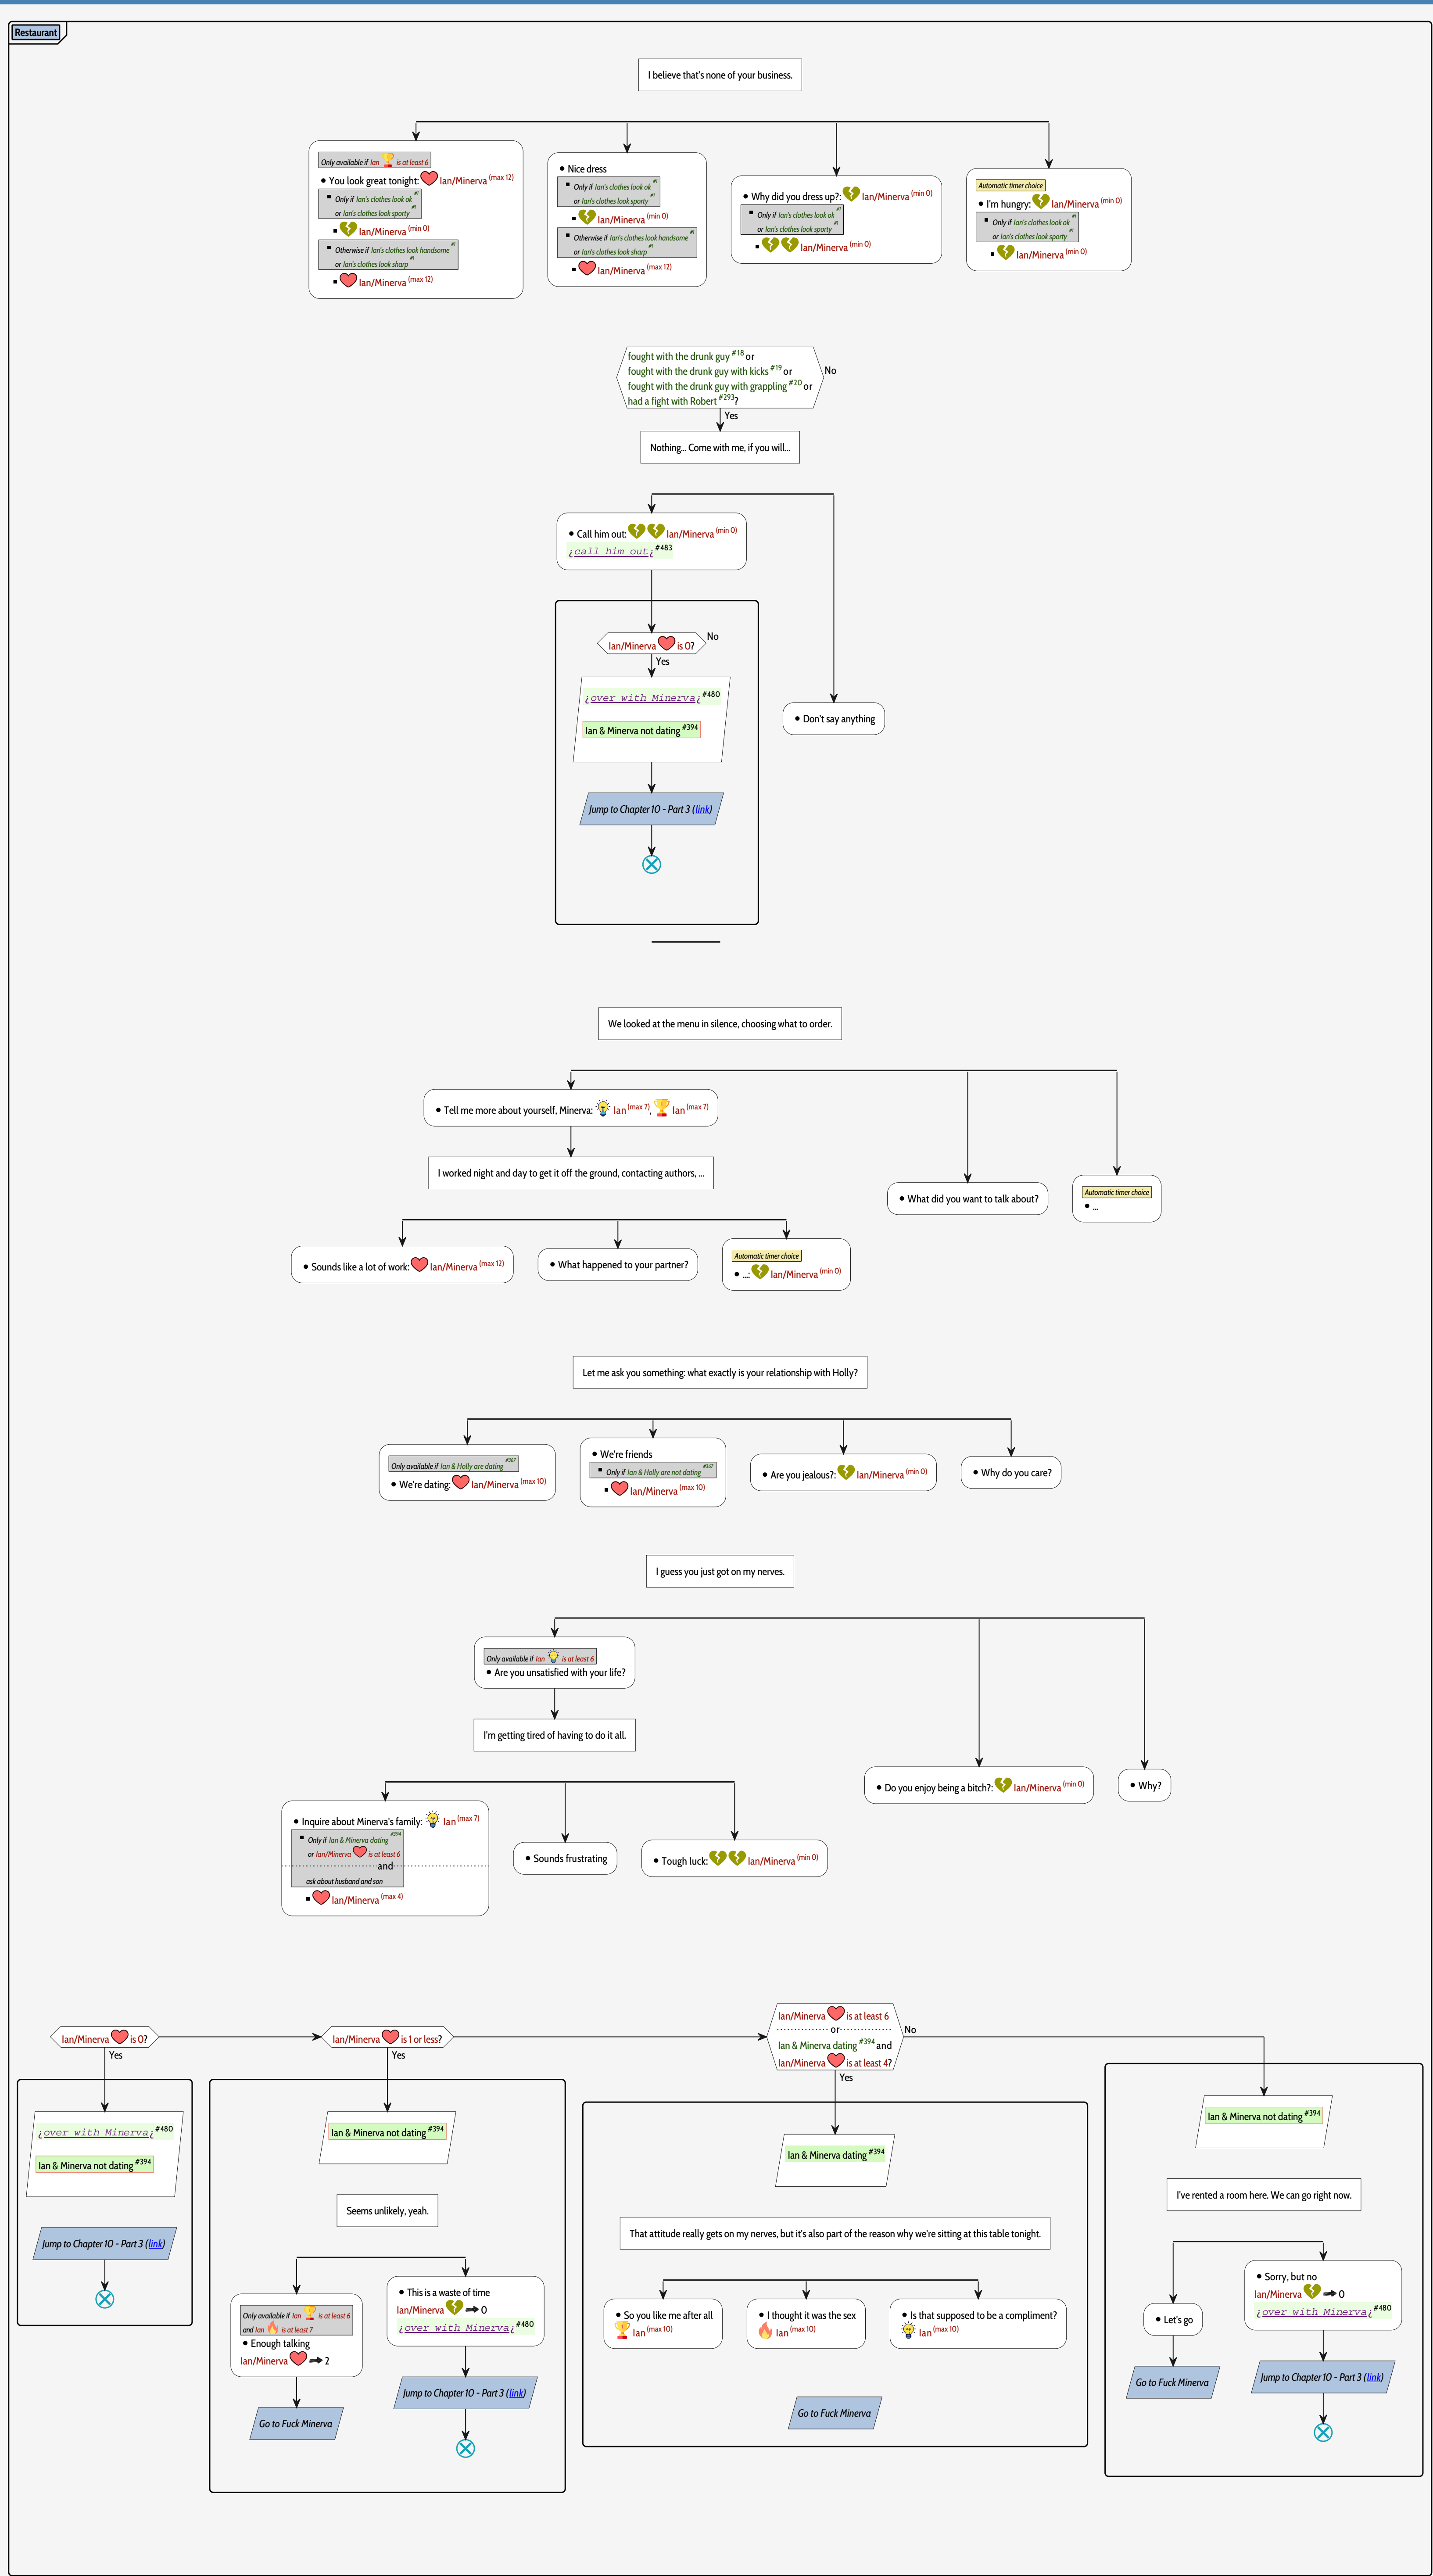 Restaurant
I believe that's none of your business.
Only available if Ian is at least 6
• You look great tonight: Ian/Minerva (max 12)
▪ Only if Ian's clothes look ok #1
or Ian's clothes look sporty #1
▪ Ian/Minerva (min 0)
▪ Otherwise if Ian's clothes look handsome #1
or Ian's clothes look sharp #1
▪ Ian/Minerva (max 12)
• Nice dress
▪ Only if Ian's clothes look ok #1
or Ian's clothes look sporty #1
▪ Ian/Minerva (min 0)
▪ Otherwise if Ian's clothes look handsome #1
or Ian's clothes look sharp #1
▪ Ian/Minerva (max 12)
• Why did you dress up?: Ian/Minerva (min 0)
▪ Only if Ian's clothes look ok #1
or Ian's clothes look sporty #1
▪ Ian/Minerva (min 0)
Automatic timer choice
• I'm hungry: Ian/Minerva (min 0)
▪ Only if Ian's clothes look ok #1
or Ian's clothes look sporty #1
▪ Ian/Minerva (min 0)
fought with the drunk guy #18 or
fought with the drunk guy with kicks #19 or
fought with the drunk guy with grappling #20 or
had a fight with Robert #293?
No
Yes
Nothing... Come with me, if you will...
• Call him out: Ian/Minerva (min 0)
¿call him out¿ #483
Ian/Minerva is 0?
No
Yes
¿over with Minerva¿ #480
Ian & Minerva not dating #394
• Don't say anything
Jump to Chapter 10 - Part 3 (link)
We looked at the menu in silence, choosing what to order.
• Tell me more about yourself, Minerva: Ian (max 7), Ian (max 7)
I worked night and day to get it off the ground, contacting authors, ...
• What did you want to talk about?
Automatic timer choice
• ...
• Sounds like a lot of work: Ian/Minerva (max 12)
• What happened to your partner?
Automatic timer choice
• ...: Ian/Minerva (min 0)
Let me ask you something: what exactly is your relationship with Holly?
Only available if Ian & Holly are dating #367
• We're dating: Ian/Minerva (max 10)
• We're friends
▪ Only if Ian & Holly are not dating #367
▪ Ian/Minerva (max 10)
• Are you jealous?: Ian/Minerva (min 0)
• Why do you care?
I guess you just got on my nerves.
Only available if Ian is at least 6
• Are you unsatisfied with your life?
I'm getting tired of having to do it all.
• Do you enjoy being a bitch?: Ian/Minerva (min 0)
• Why?
• Inquire about Minerva's family: Ian (max 7)
▪ Only if Ian & Minerva dating #394
or Ian/Minerva is at least 6
and
ask about husband and son
▪ Ian/Minerva (max 4)
• Sounds frustrating
• Tough luck: Ian/Minerva (min 0)
Ian/Minerva is 0?
Yes
Ian/Minerva is 1 or less?
Yes
Ian/Minerva is at least 6
or
Ian & Minerva dating #394 and
Ian/Minerva is at least 4?
No
Yes
¿over with Minerva¿ #480
Ian & Minerva not dating #394
Jump to Chapter 10 - Part 3 (link)
Ian & Minerva not dating #394
Seems unlikely, yeah.
Only available if Ian is at least 6
and Ian is at least 7
• Enough talking
Ian/Minerva 2
Go to Fuck Minerva
• This is a waste of time
Ian/Minerva 0
¿over with Minerva¿ #480
Jump to Chapter 10 - Part 3 (link)
Ian & Minerva dating #394
That attitude really gets on my nerves, but it's also part of the reason why we're sitting at this table tonight.
• So you like me after all
Ian (max 10)
• I thought it was the sex
Ian (max 10)
• Is that supposed to be a compliment?
Ian (max 10)
Go to Fuck Minerva
Ian & Minerva not dating #394
I've rented a room here. We can go right now.
• Let's go
Go to Fuck Minerva
• Sorry, but no
Ian/Minerva 0
¿over with Minerva¿ #480
Jump to Chapter 10 - Part 3 (link)